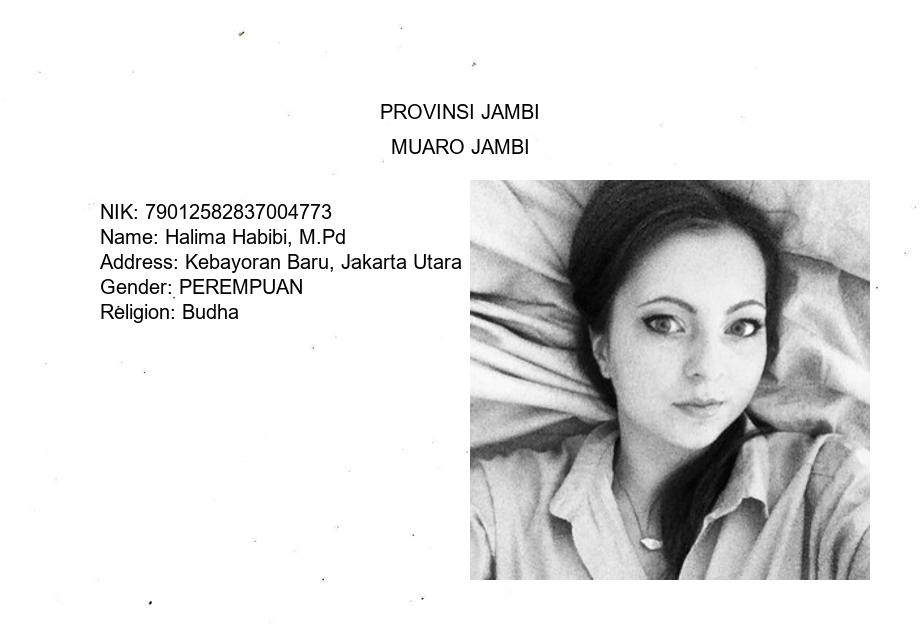 PROVINSI JAMBI
MUARO JAMBI
NIK: 79012582837004773
Name: Halima Habibi, M.Pd
Address: Kebayoran Baru, Jakarta Utara
Gender: PEREMPUAN
Religion: Budha